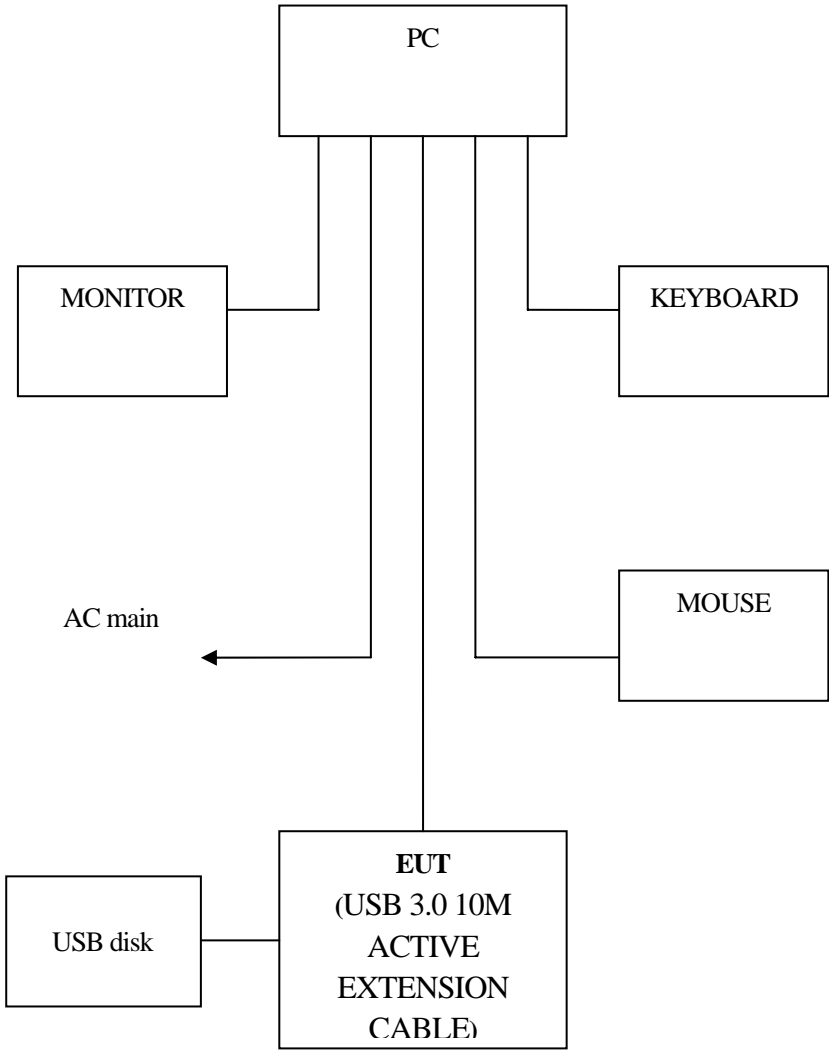 PC
MONITOR
KEYBOARD
AC main
MOUSE
EUT
(USB 3.0 10M
ACTIVE
EXTENSION
CABLE)
USB disk